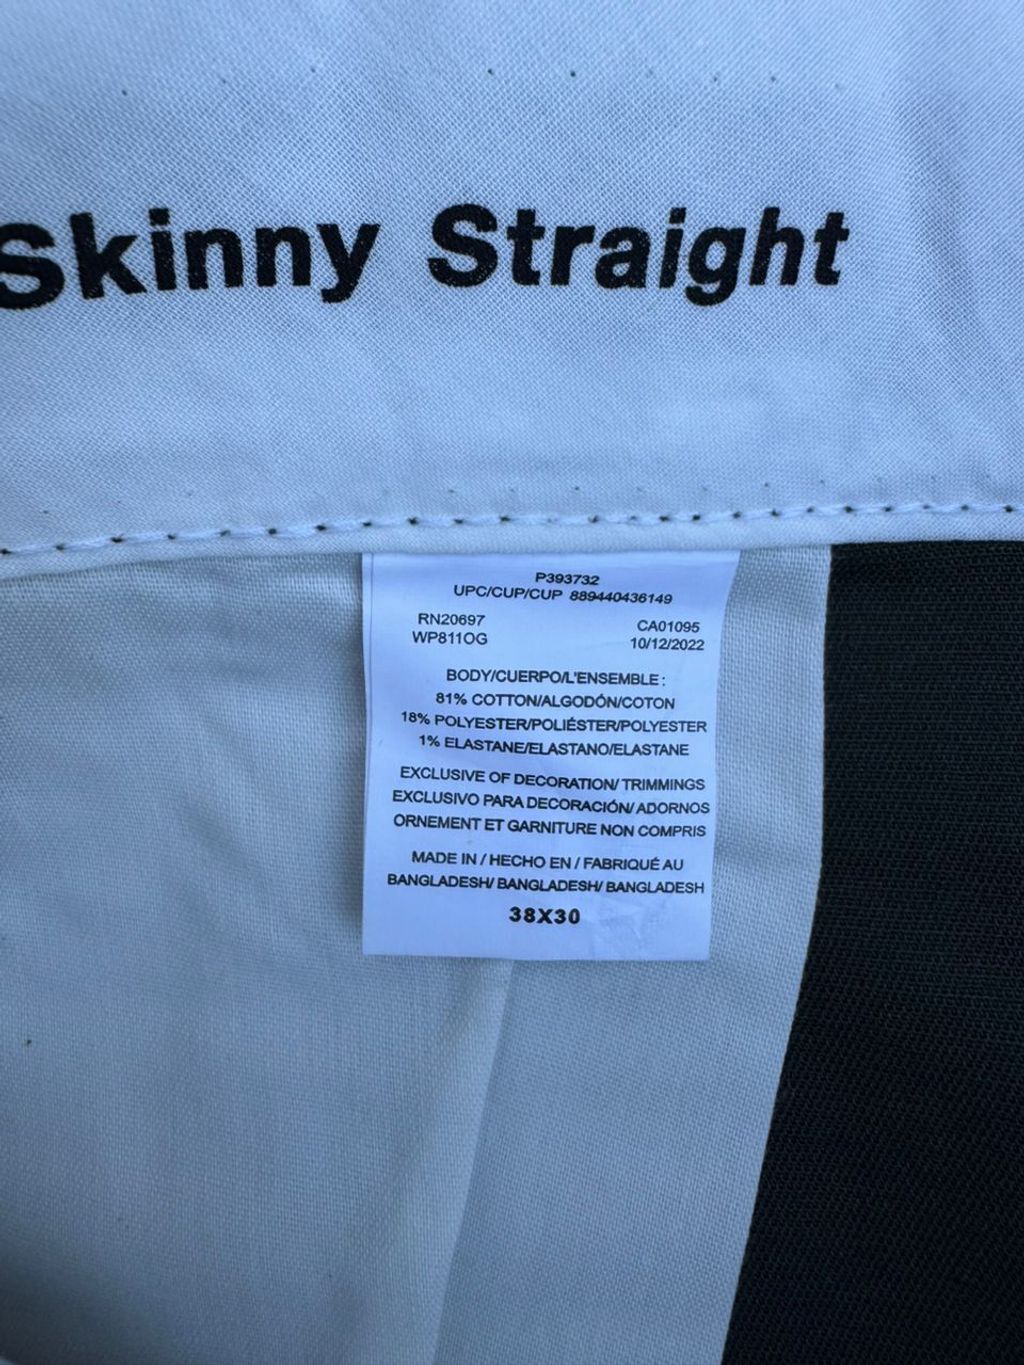 Skinny Straight
P393732
UPC/CUP/CUP 889440436149
RN20697 CA01095
WP811OG 10/12/2022
BODY/CUERPO/L'ENSEMBLE :
81% COTTON/ALGODÓN/COTON
18% POLYESTER/POLIÉSTER/POLYESTER
1% ELASTANE/ELASTANO/ELASTANE
EXCLUSIVE OF DECORATION/ TRIMMINGS
EXCLUSIVO PARA DECORACIÓN/ ADORNOS
ORNEMENT ET GARNITURE NON COMPRIS
MADE IN / HECHO EN / FABRIQUÉ AU
BANGLADESH/ BANGLADESH/ BANGLADESH
38X30